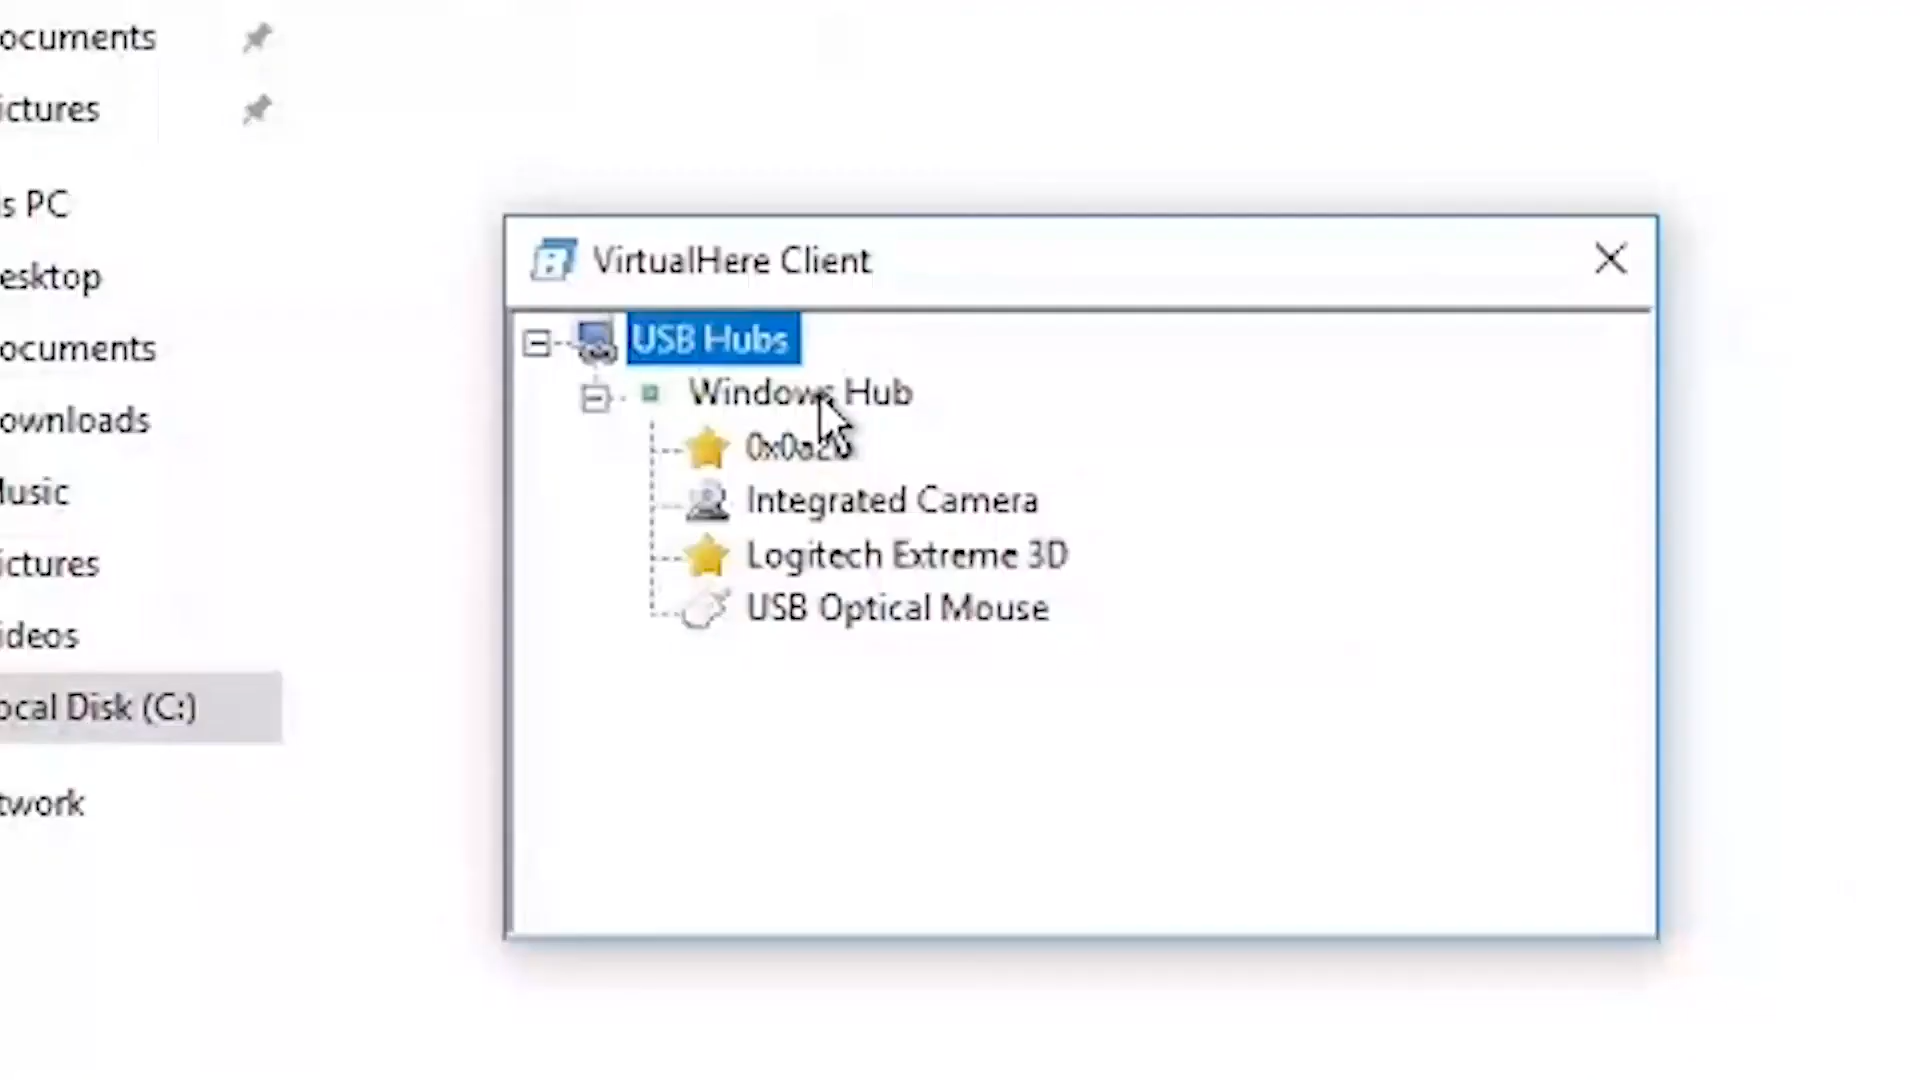 ocuments
ictures
s PC
esktop
ocuments
ownloads
Music
ictures
ideos
ocal Disk (C:)
twork
VirtualHere Client
USB Hubs
Windows Hub
Integrated Camera
Logitech Extreme 3D
USB Optical Mouse